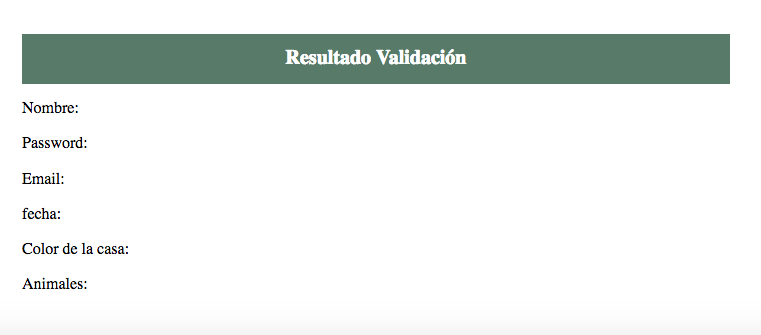 Resultado Validación
Nombre:
Password:
Email:
fecha:
Color de la casa:
Animales: